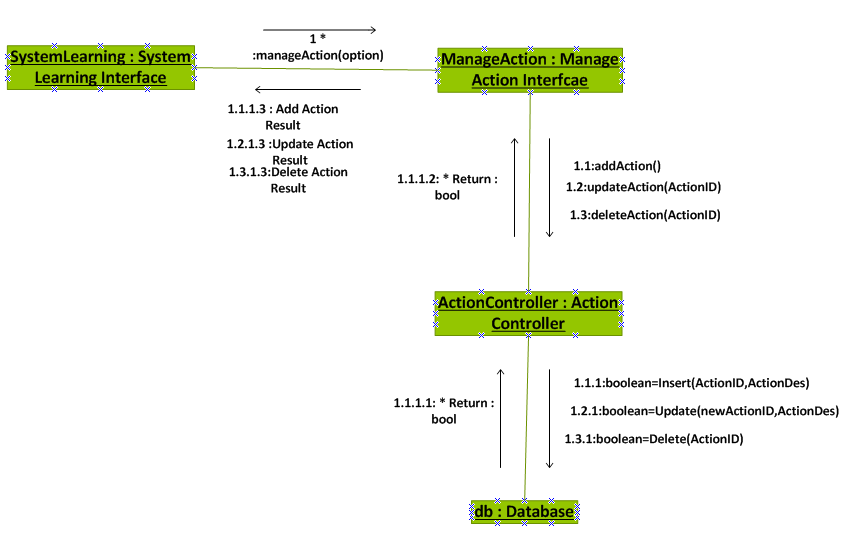 1 *
:manageAction(option)
SystemLearning : System
Learning Interface
ManageAction : Manage
Action Interfcae
1.1.1.3 : Add Action
Result
1.2.1.3 :Update Action
Result
1.3.1.3:Delete Action
Result
1.1.1.2: * Return :
bool
1.1:addAction()
1.2:updateAction(ActionID)
1.3:deleteAction(ActionID)
ActionController : Action
Controller
1.1.1.1: * Return :
bool
1.1.1:boolean=Insert(ActionID,ActionDes)
1.2.1:boolean=Update(newActionID,ActionDes)
1.3.1:boolean=Delete(ActionID)
db : Database